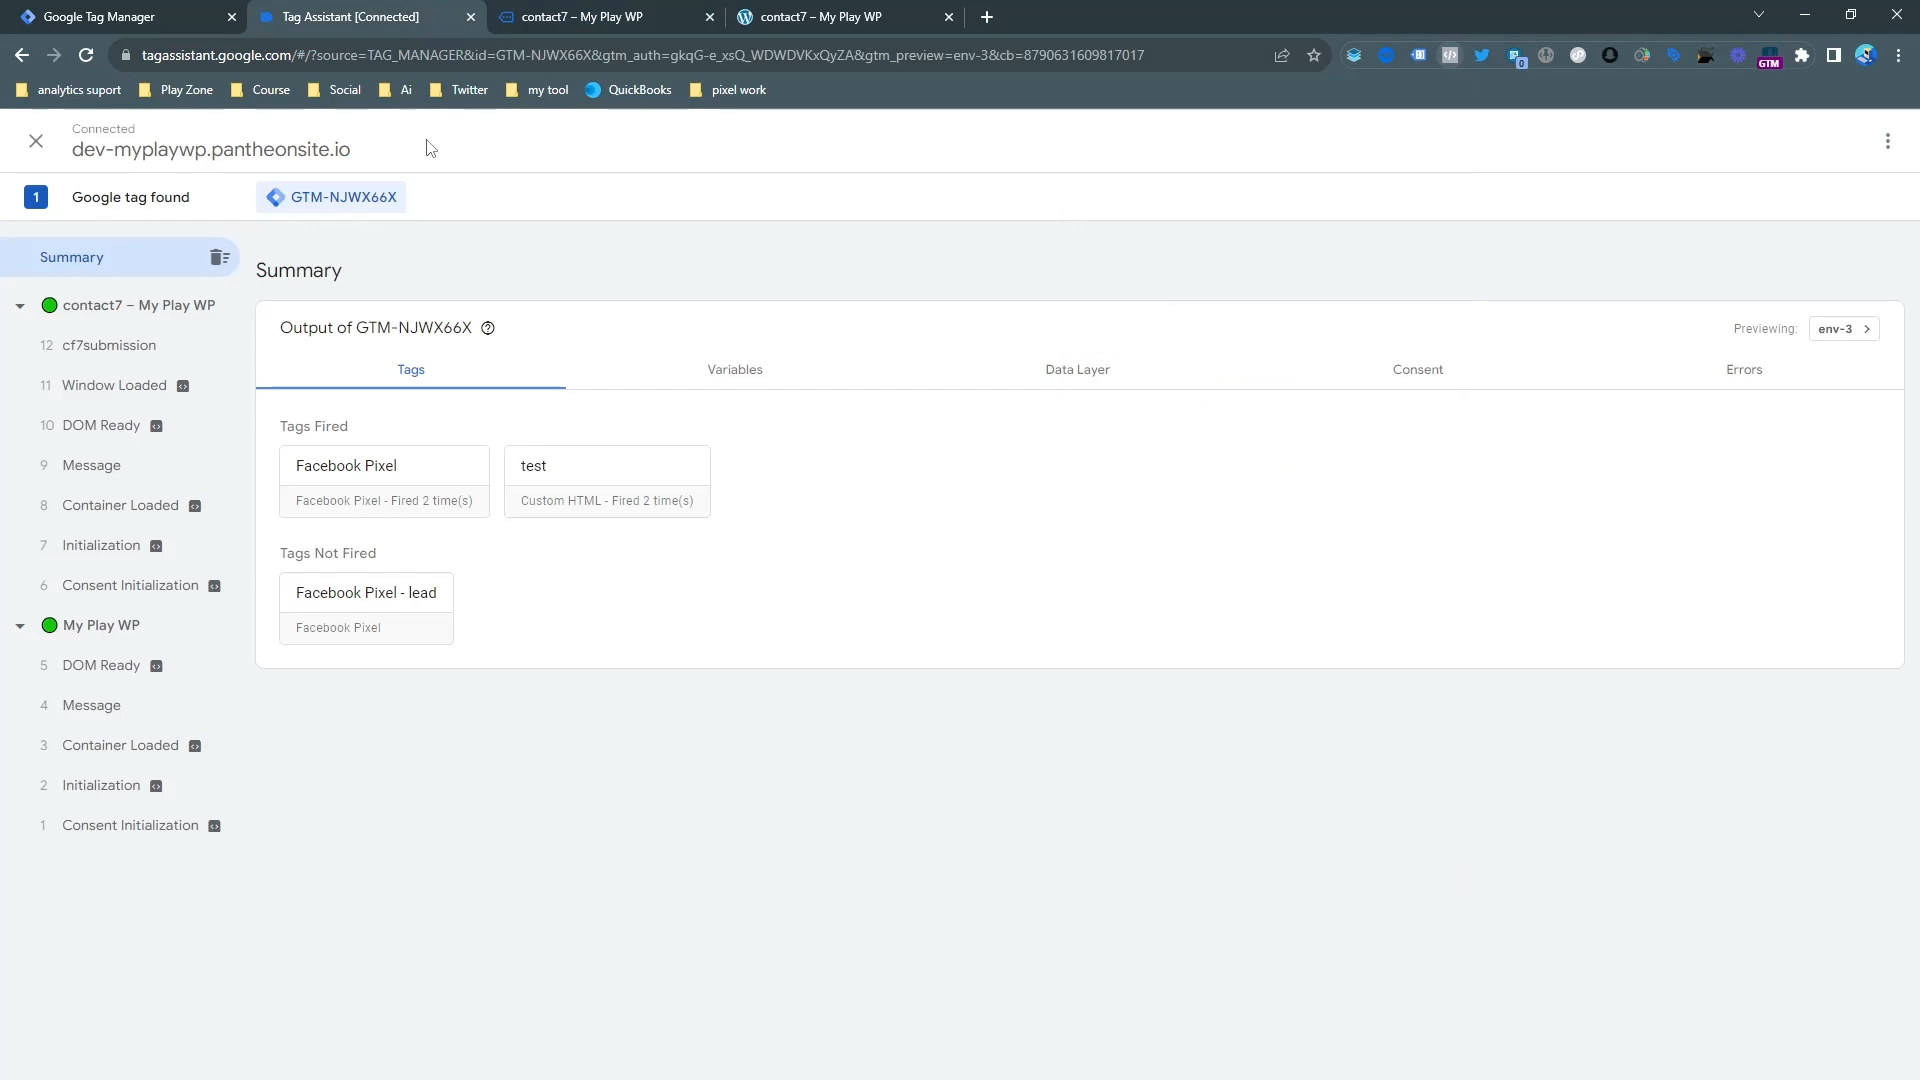 Google Tag Manager
Tag Assistant [Connected]
contact7 – My Play WP
contact7 – My Play WP
tagassistant.google.com/#/?source=TAG_MANAGER&id=GTM-NJWX66X&gtm_auth=gkqG-e_xsQ_WDWDVKxQyZA&gtm_preview=env-3&cb=8790631609817017
0
GTM
analytics suport
Play Zone
Course
Social
Ai
Twitter
my tool
QuickBooks
pixel work
Connected
dev-myplaywp.pantheonsite.io
1 Google tag found
GTM-NJWX66X
Summary
contact7 – My Play WP
12 cf7submission
11 Window Loaded
10 DOM Ready
9 Message
8 Container Loaded
7 Initialization
6 Consent Initialization
My Play WP
5 DOM Ready
4 Message
3 Container Loaded
2 Initialization
1 Consent Initialization
Summary
Output of GTM-NJWX66X
Previewing: env-3
Tags
Variables
Data Layer
Consent
Errors
Tags Fired
Facebook Pixel
Facebook Pixel - Fired 2 time(s)
test
Custom HTML - Fired 2 time(s)
Tags Not Fired
Facebook Pixel - lead
Facebook Pixel